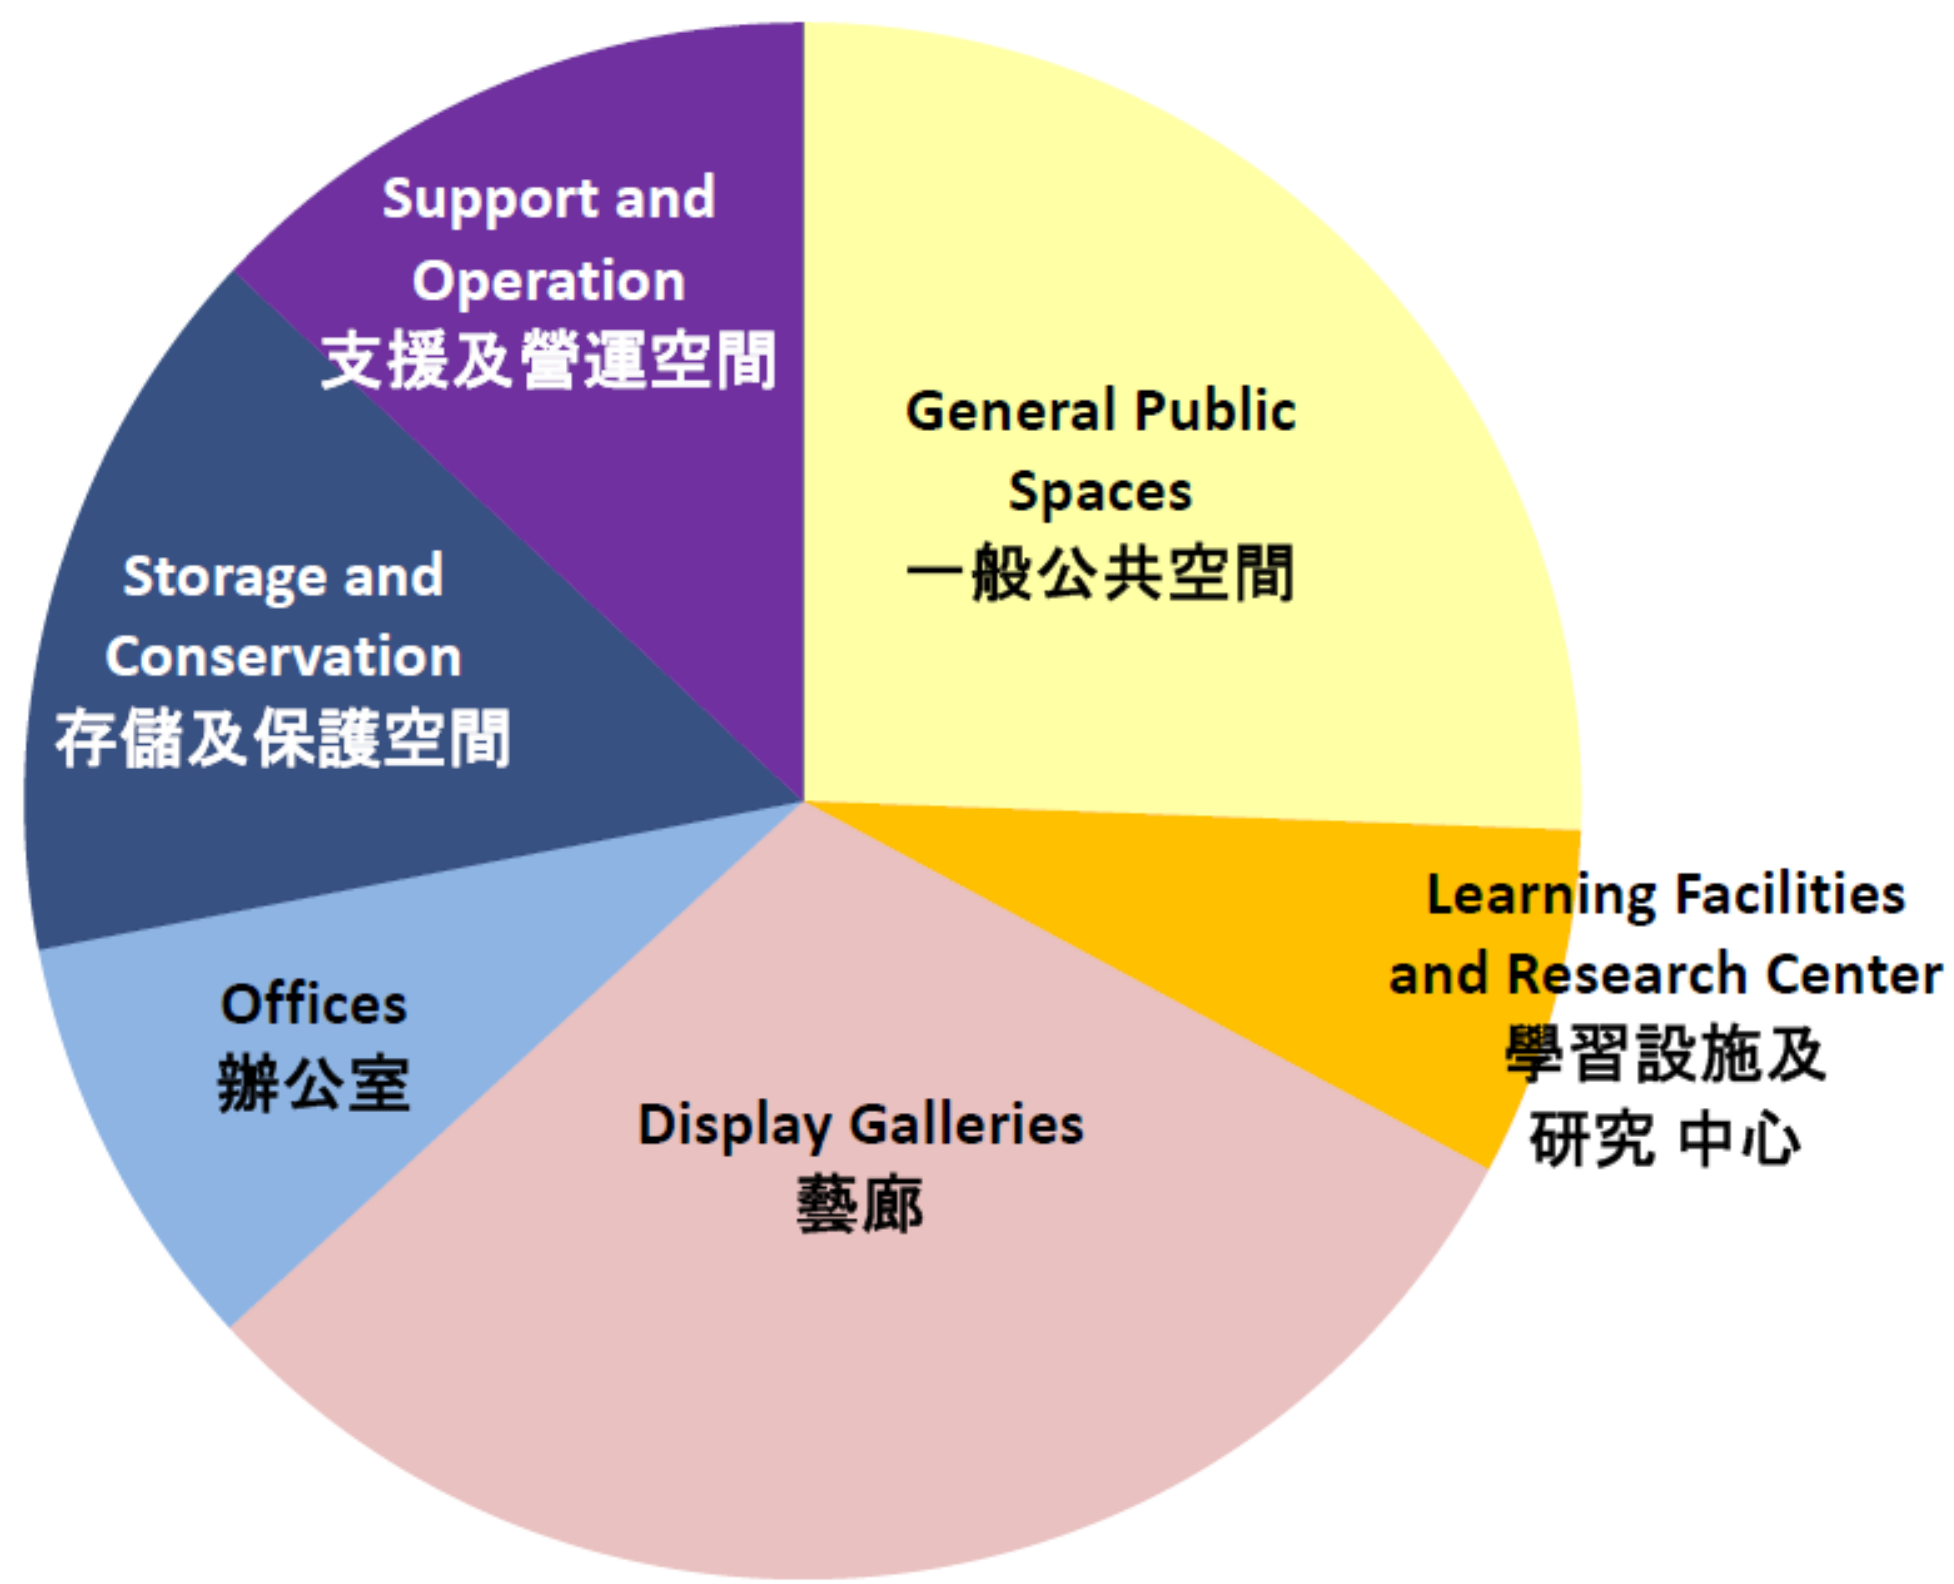 Support and
Operation
支援及營運空間
General Public
Spaces
一般公共空間
Storage and
Conservation
存儲及保護空間
Learning Facilities
and Research Center
學習設施及
研究 中心
Offices
辦公室
Display Galleries
藝廊